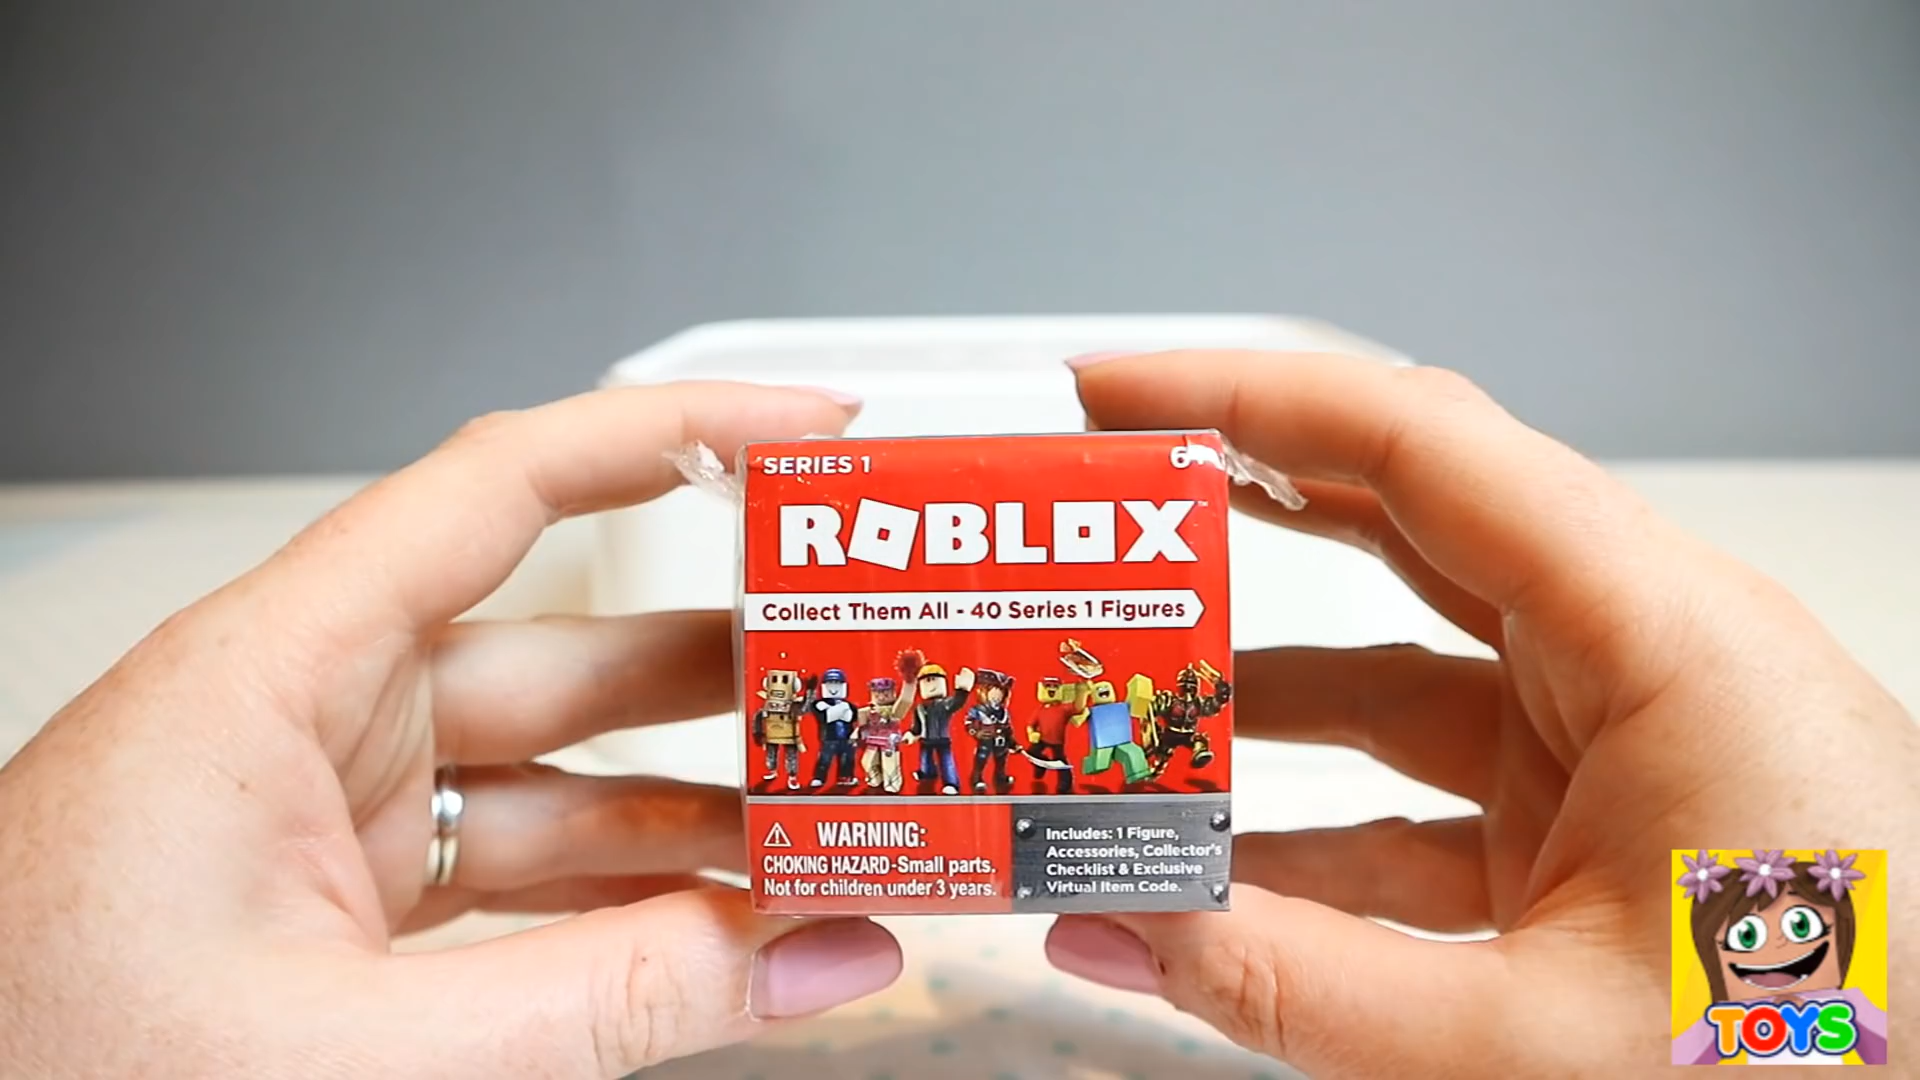 SERIES 1
ROBLOX
Collect Them All - 40 Series 1 Figures
WARNING:
CHOKING HAZARD-Small parts.
Not for children under 3 years.
Includes: 1 Figure,
Accessories, Collector's
Checklist & Exclusive
Virtual Item Code.
TOYS